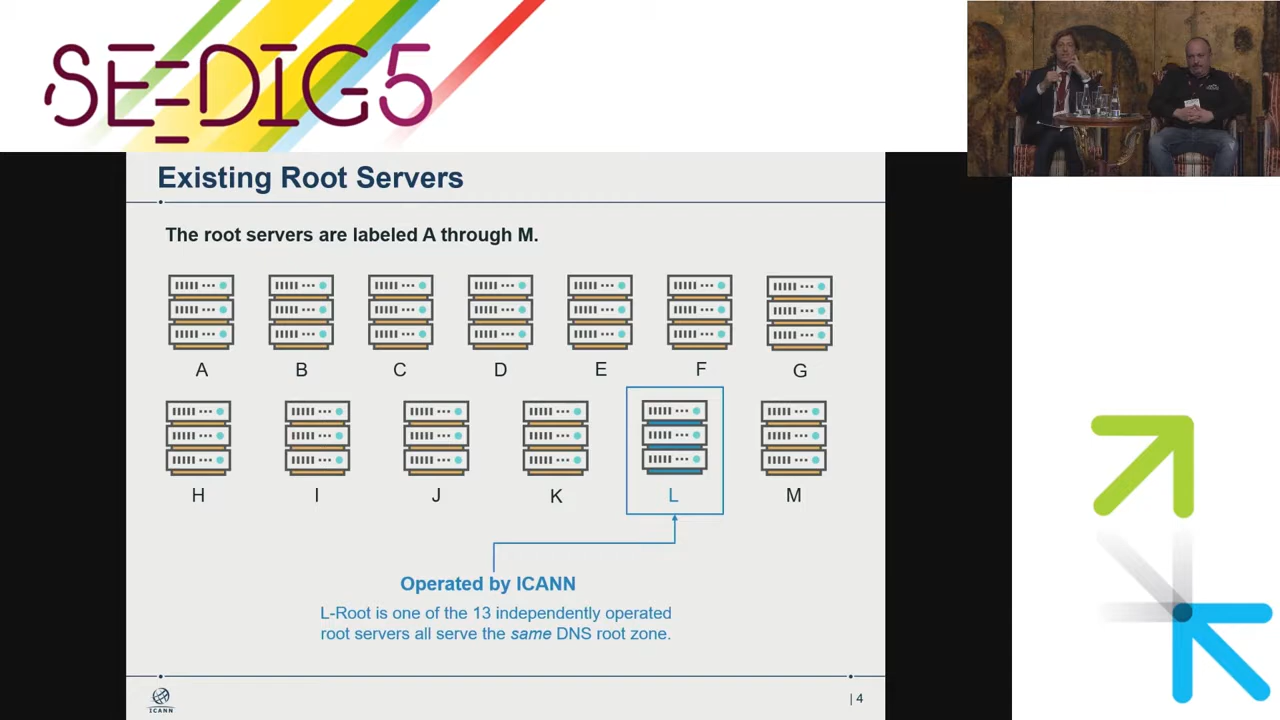 SEEDIG5
Existing Root Servers
The root servers are labeled A through M.
A B C D E F G
H I J K L M
Operated by ICANN
L-Root is one of the 13 independently operated
root servers all serve the same DNS root zone.
ICANN
| 4